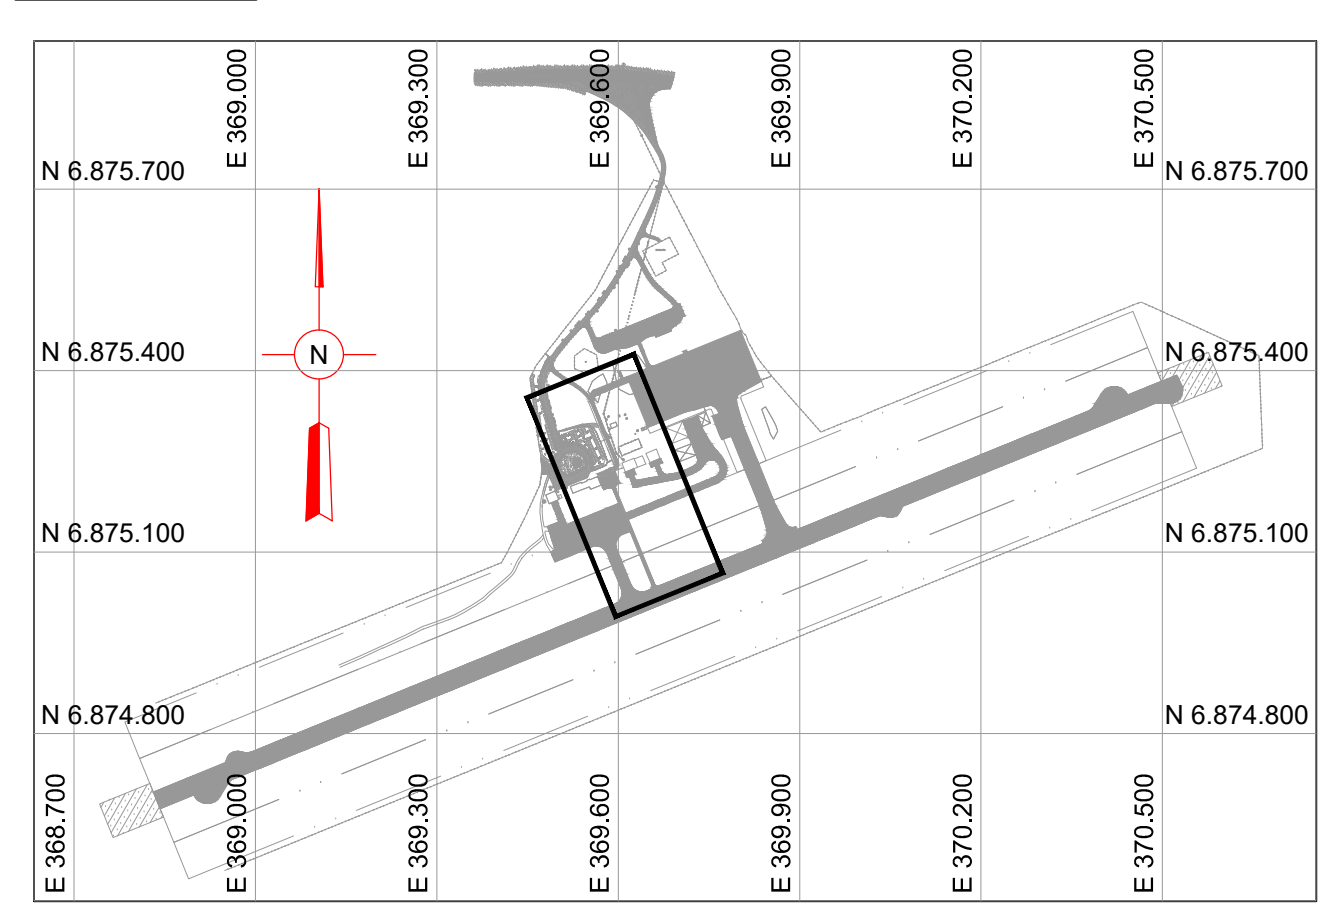 E 369.000
E 369.300
E 369.600
E 369.900
E 370.200
E 370.500
N 6.875.700
N 6.875.700
N
N 6.875.400
N 6.875.400
N 6.875.100
N 6.875.100
N 6.874.800
N 6.874.800
E 368.700
E 369.000
E 369.300
E 369.600
E 369.900
E 370.200
E 370.500